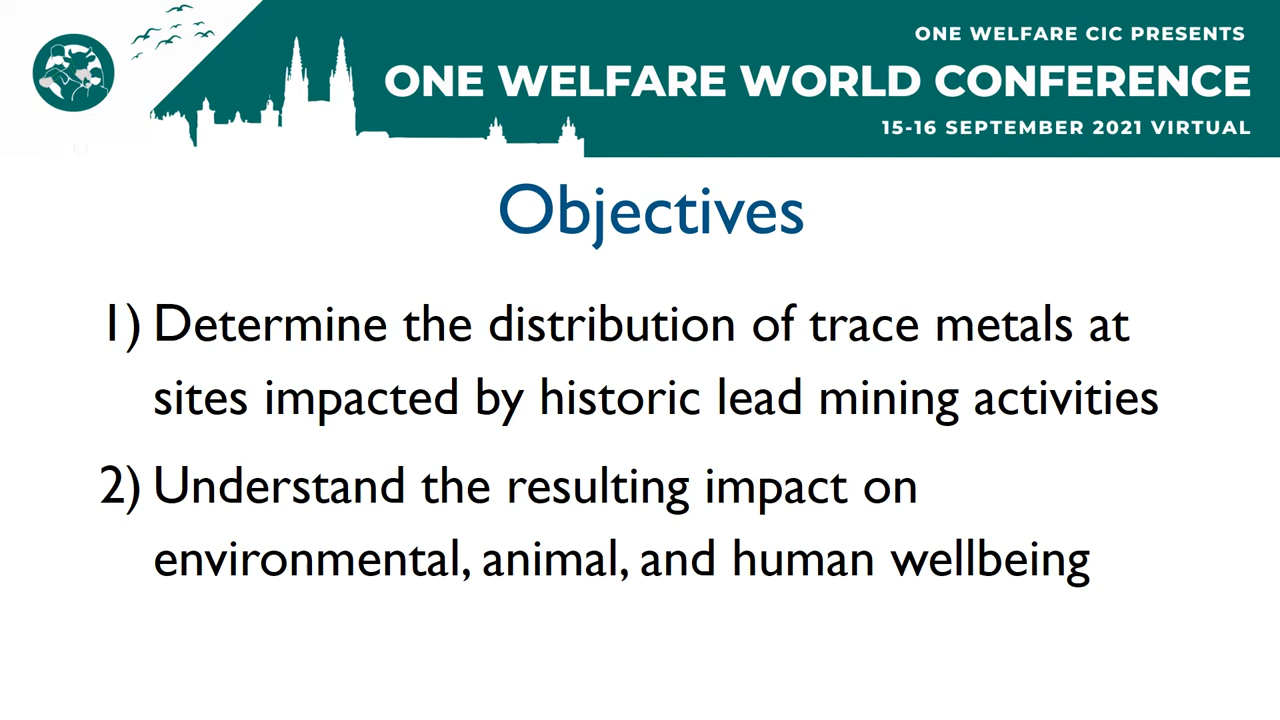 ONE WELFARE CIC PRESENTS
ONE WELFARE WORLD CONFERENCE
15-16 SEPTEMBER 2021 VIRTUAL
Objectives
1) Determine the distribution of trace metals at
sites impacted by historic lead mining activities
2) Understand the resulting impact on
environmental, animal, and human wellbeing